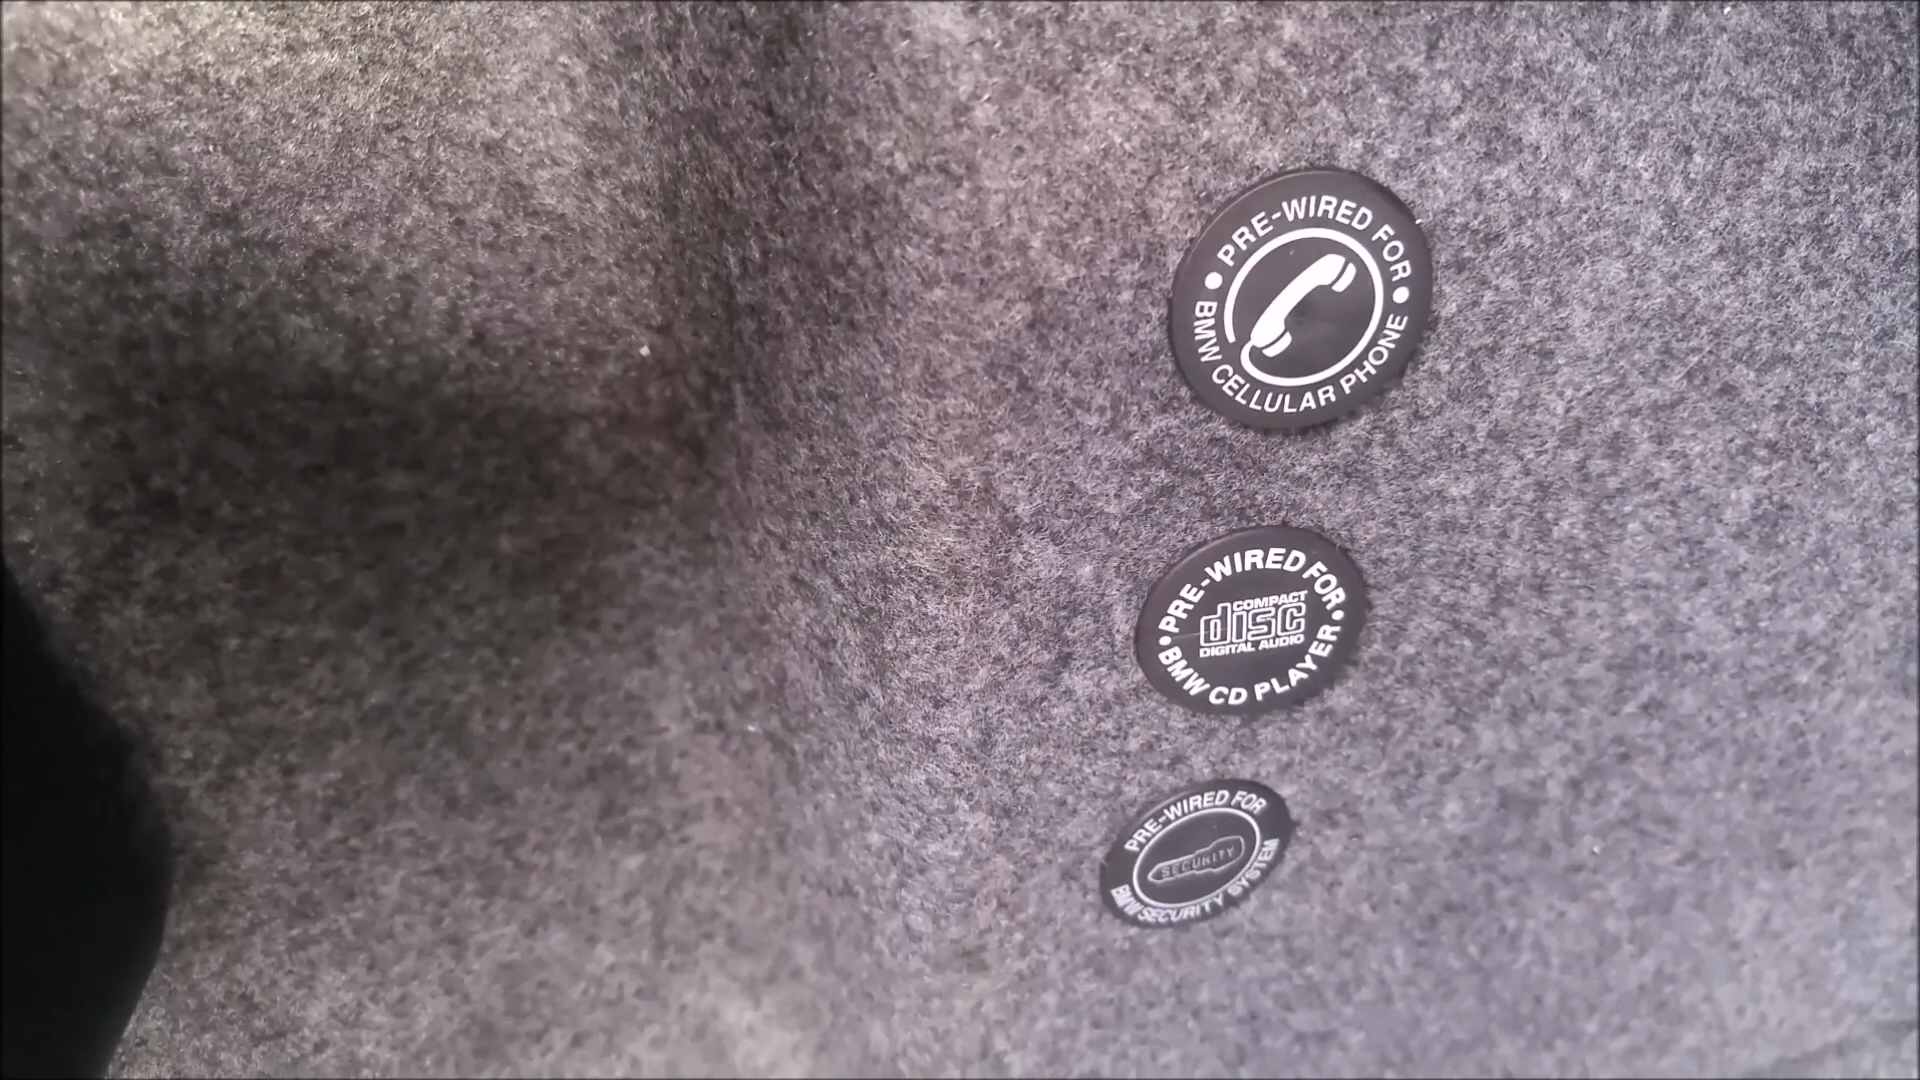 PRE-WIRED FOR
BMW CELLULAR PHONE
PRE-WIRED FOR
COMPACT
disc
DIGITAL AUDIO
BMW CD PLAYER
PRE-WIRED FOR
SECURITY
BMW SECURITY SYSTEM